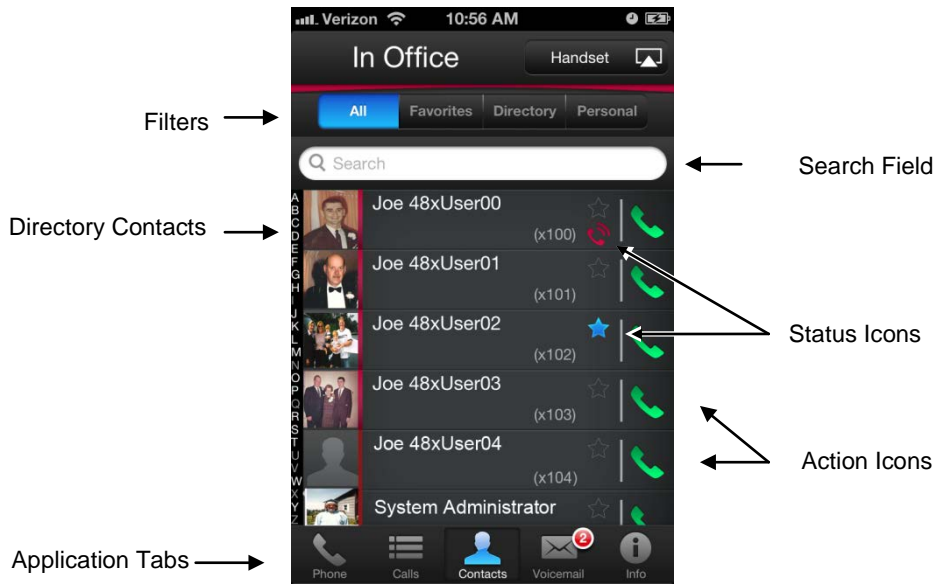 Verizon 10:56 AM
In Office Handset
Filters
All Favorites Directory Personal
Search
Search Field
A
B
C
D
E
F
G
H
I
J
K
L
M
N
O
P
Q
R
S
T
U
V
W
X
Y
Z
Directory Contacts
Joe 48xUser00
(x100)
Joe 48xUser01
(x101)
Joe 48xUser02
(x102)
Status Icons
Joe 48xUser03
(x103)
Joe 48xUser04
(x104)
Action Icons
System Administrator
2
Application Tabs
Phone Calls Contacts Voicemail Info